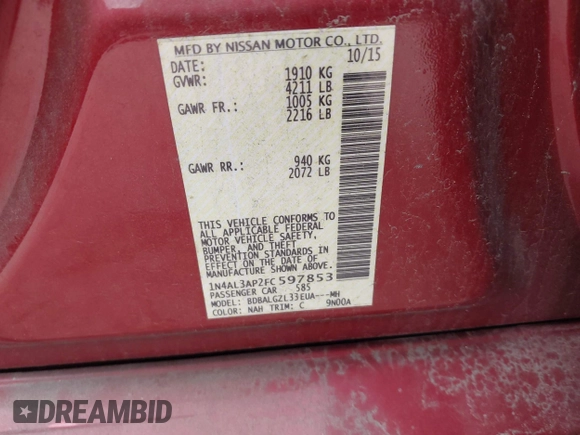 MFD BY NISSAN MOTOR CO., LTD.
DATE: 10/15
GVWR: 1910 KG
4211 LB
GAWR FR.: 1005 KG
2216 LB
GAWR RR.: 940 KG
2072 LB
THIS VEHICLE CONFORMS TO
ALL APPLICABLE FEDERAL
MOTOR VEHICLE SAFETY,
BUMPER, AND THEFT
PREVENTION STANDARDS IN
EFFECT ON THE DATE OF
MANUFACTURE SHOWN ABOVE.
1N4AL3AP2FC597853
PASSENGER CAR 585
MODEL: BDBALGZL33EUA---MH
COLOR: NAH TRIM: C 9N00A
DREAMBID